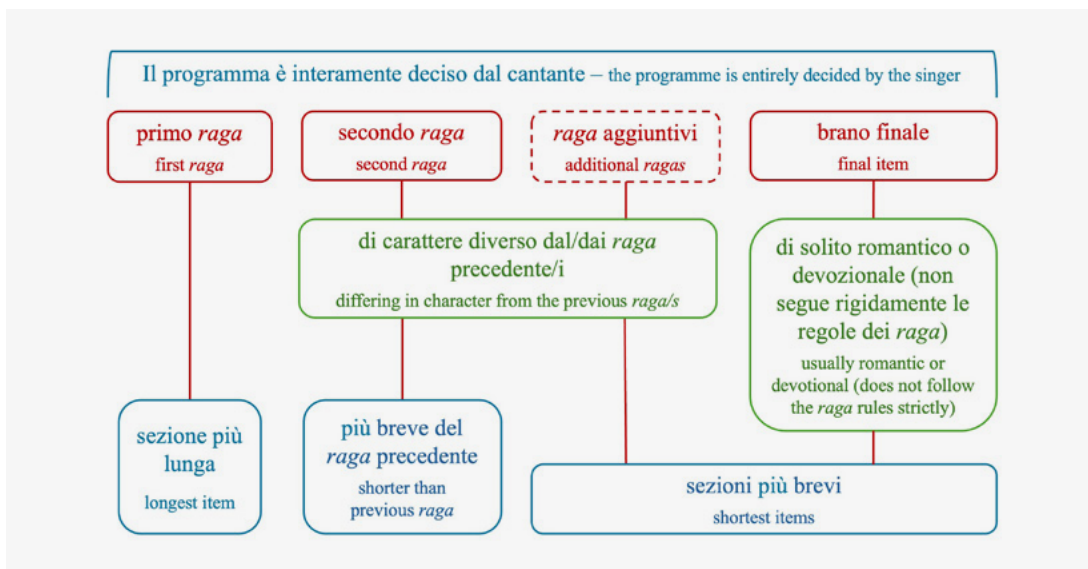 Il programma è interamente deciso dal cantante – the programme is entirely decided by the singer
primo raga
first raga
secondo raga
second raga
raga aggiuntivi
additional ragas
brano finale
final item
di carattere diverso dal/dai raga
precedente/i
differing in character from the previous raga/s
di solito romantico o
devozionale (non
segue rigidamente le
regole dei raga)
usually romantic or
devotional (does not follow
the raga rules strictly)
sezione più
lunga
longest item
più breve del
raga precedente
shorter than
previous raga
sezioni più brevi
shortest items